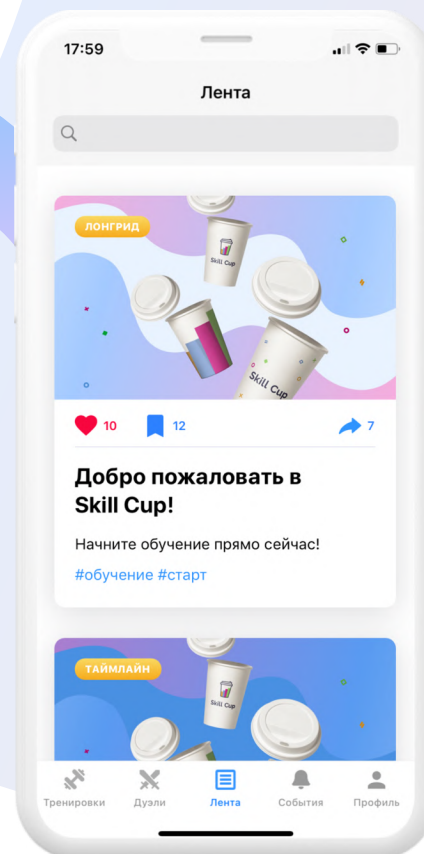 17:59
Лента
ЛОНГРИД
Skill Cup
Skill Cup
10
12
7
Добро пожаловать в
Skill Cup!
Начните обучение прямо сейчас!
#обучение #старт
ТАЙМЛАЙН
Skill Cup
Тренировки
Дуэли
Лента
События
Профиль